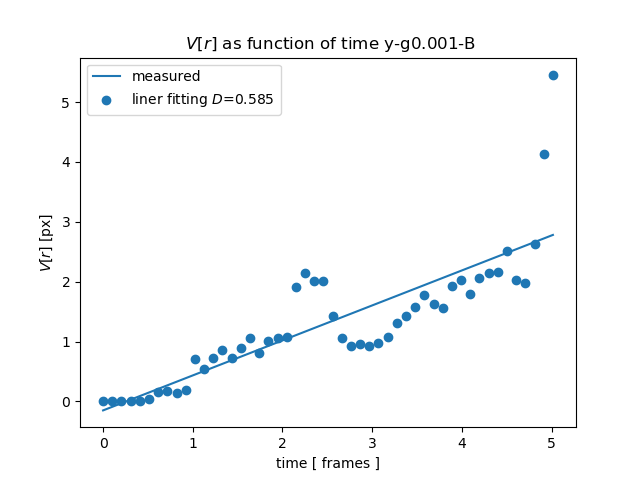 V[r] as function of time y-g0.001-B
measured
liner fitting D=0.585
V[r] [px]
5
4
3
2
1
0
0 1 2 3 4 5
time [ frames ]